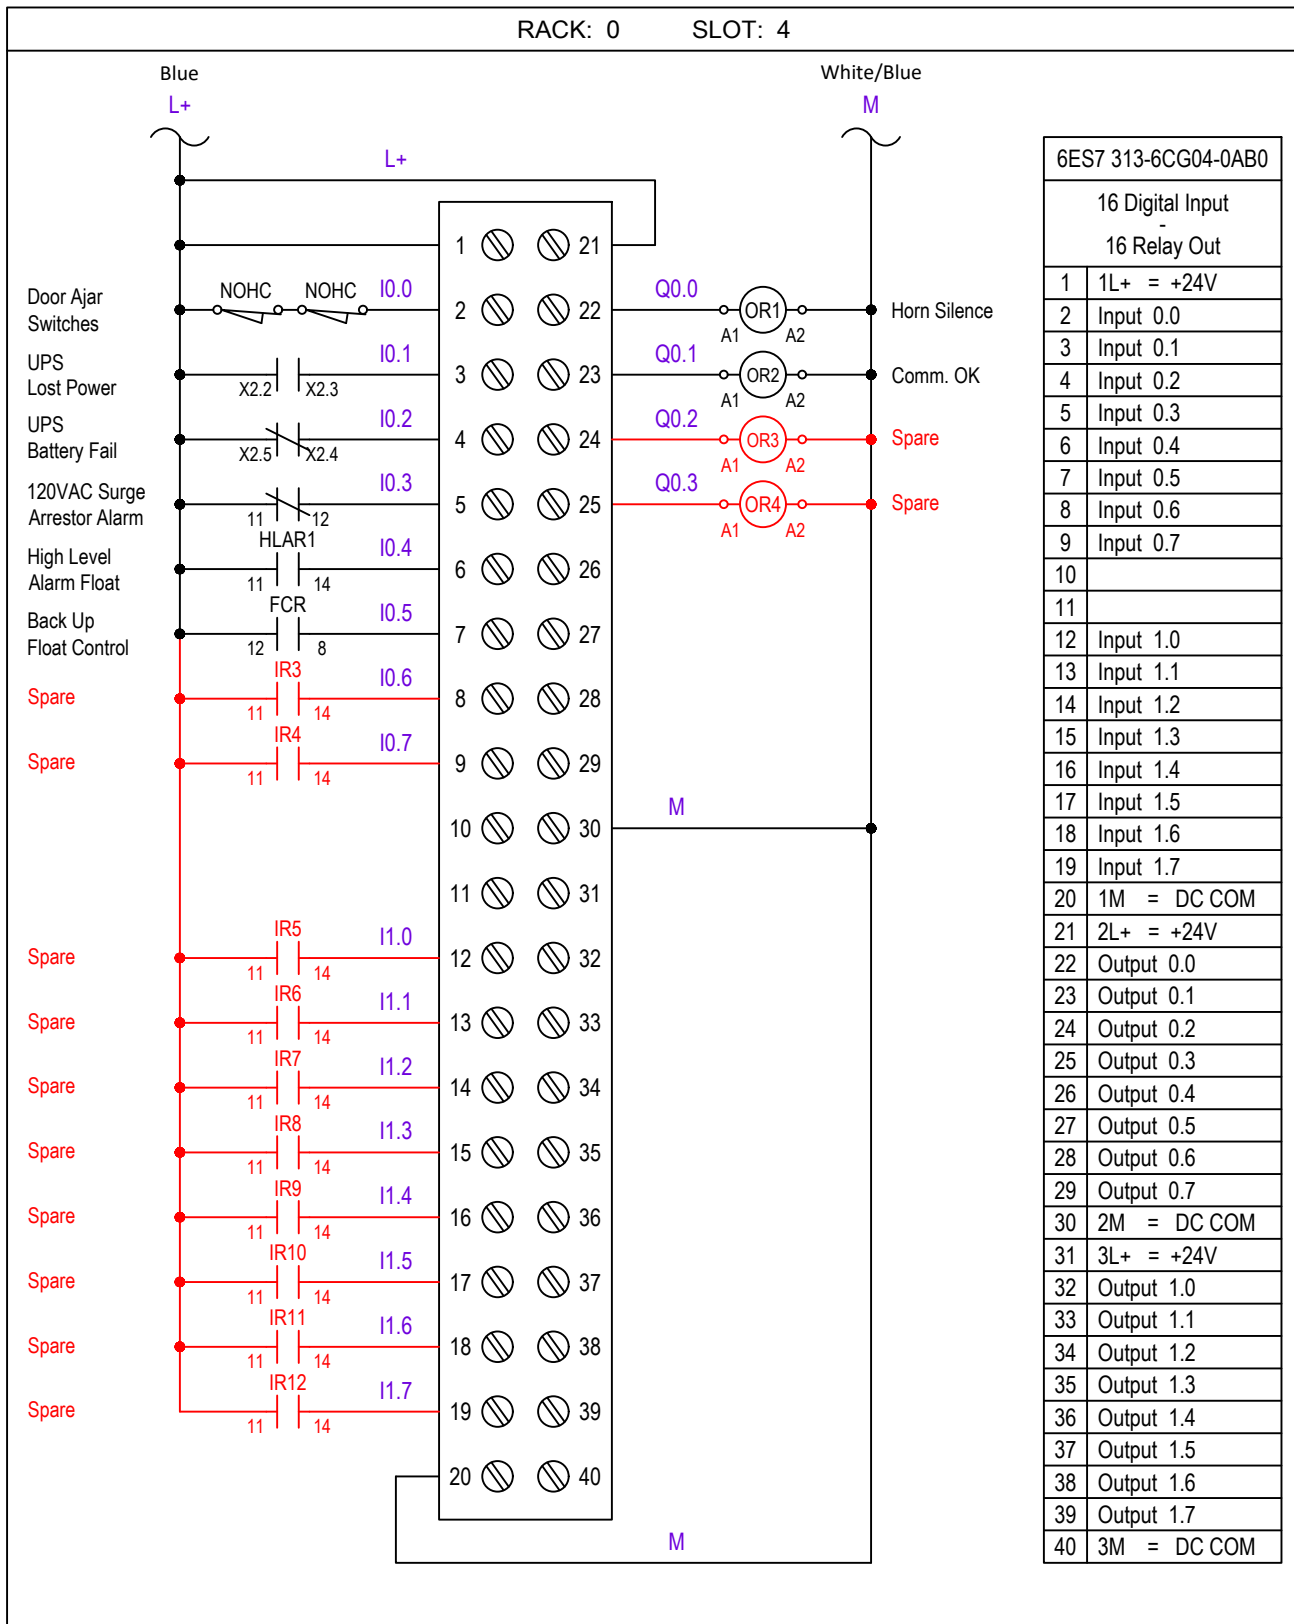 RACK: 0 SLOT: 4
Blue
L+
White/Blue
M
L+
1 21
Door Ajar
Switches
NOHC NOHC I0.0
2 22
Q0.0
OR1
A1 A2
Horn Silence
UPS
Lost Power
X2.2 X2.3
I0.1
3 23
Q0.1
OR2
A1 A2
Comm. OK
UPS
Battery Fail
X2.5 X2.4
I0.2
4 24
Q0.2
OR3
A1 A2
Spare
120VAC Surge
Arrestor Alarm
11 12
I0.3
5 25
Q0.3
OR4
A1 A2
Spare
High Level
Alarm Float
HLAR1
11 14
I0.4
6 26
Back Up
Float Control
FCR
12 8
I0.5
7 27
Spare
IR3
11 14
I0.6
8 28
Spare
IR4
11 14
I0.7
9 29
10 30
M
11 31
Spare
IR5
11 14
I1.0
12 32
Spare
IR6
11 14
I1.1
13 33
Spare
IR7
11 14
I1.2
14 34
Spare
IR8
11 14
I1.3
15 35
Spare
IR9
11 14
I1.4
16 36
Spare
IR10
11 14
I1.5
17 37
Spare
IR11
11 14
I1.6
18 38
Spare
IR12
11 14
I1.7
19 39
20 40
M
6ES7 313-6CG04-0AB0
16 Digital Input
-
16 Relay Out
1 1L+ = +24V
2 Input 0.0
3 Input 0.1
4 Input 0.2
5 Input 0.3
6 Input 0.4
7 Input 0.5
8 Input 0.6
9 Input 0.7
10
11
12 Input 1.0
13 Input 1.1
14 Input 1.2
15 Input 1.3
16 Input 1.4
17 Input 1.5
18 Input 1.6
19 Input 1.7
20 1M = DC COM
21 2L+ = +24V
22 Output 0.0
23 Output 0.1
24 Output 0.2
25 Output 0.3
26 Output 0.4
27 Output 0.5
28 Output 0.6
29 Output 0.7
30 2M = DC COM
31 3L+ = +24V
32 Output 1.0
33 Output 1.1
34 Output 1.2
35 Output 1.3
36 Output 1.4
37 Output 1.5
38 Output 1.6
39 Output 1.7
40 3M = DC COM